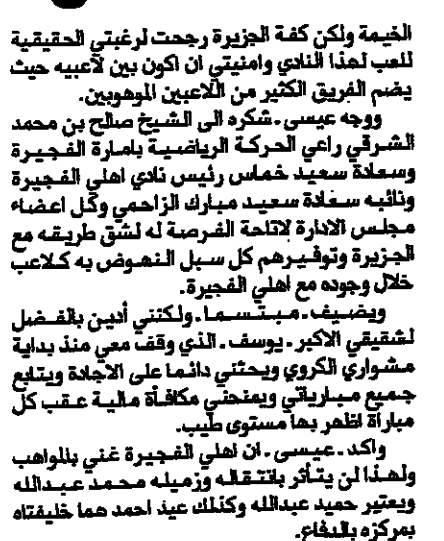 الخيمة ولكن كفة الجزيرة رجحت لرغبتي الحقيقية
للعب لهذا النادي وامنيتي ان اكون بين لاعبيه حيث
يضم الفريق الكثير من اللاعبين الموهوبين.
ووجه عيسى. شكره الى الشيخ صالح بن محمد
الشرقي راعي الحركة الرياضية بامارة الفجيرة
وسعادة سعيد خماس رئيس نادي اهلي الفجيرة
ونائبه سعادة سعيد مبارك الزاحمي وكل اعضاء
مجلس الادارة لاتاحة الفرصة له لشق طريقه مع
الجزيرة وتوفيرهم كل سبل النهوض به كلاعب
خلال وجوده مع اهلي الفجيرة.
ويضيف. مبتسما. ولكنني أدين بالفضل
لشقيقي الاكبر. يوسف. الذي وقف معي منذ بداية
مشواري الكروي ويحثني دائما على الاجادة ويتابع
جميع مبارياتي ويمنحني مكافأة مالية عقب كل
مباراة اظهر بها مستوى طيب.
واكد. عيسى. ان اهلي الفجيرة غني بالمواهب
ولهذا لن يتأثر بانتقاله وزميله محمد عبدالله
ويعتبر حميد عبدالله وكذلك عيد احمد هما خليفتاه
بمركزه بالدفاع.